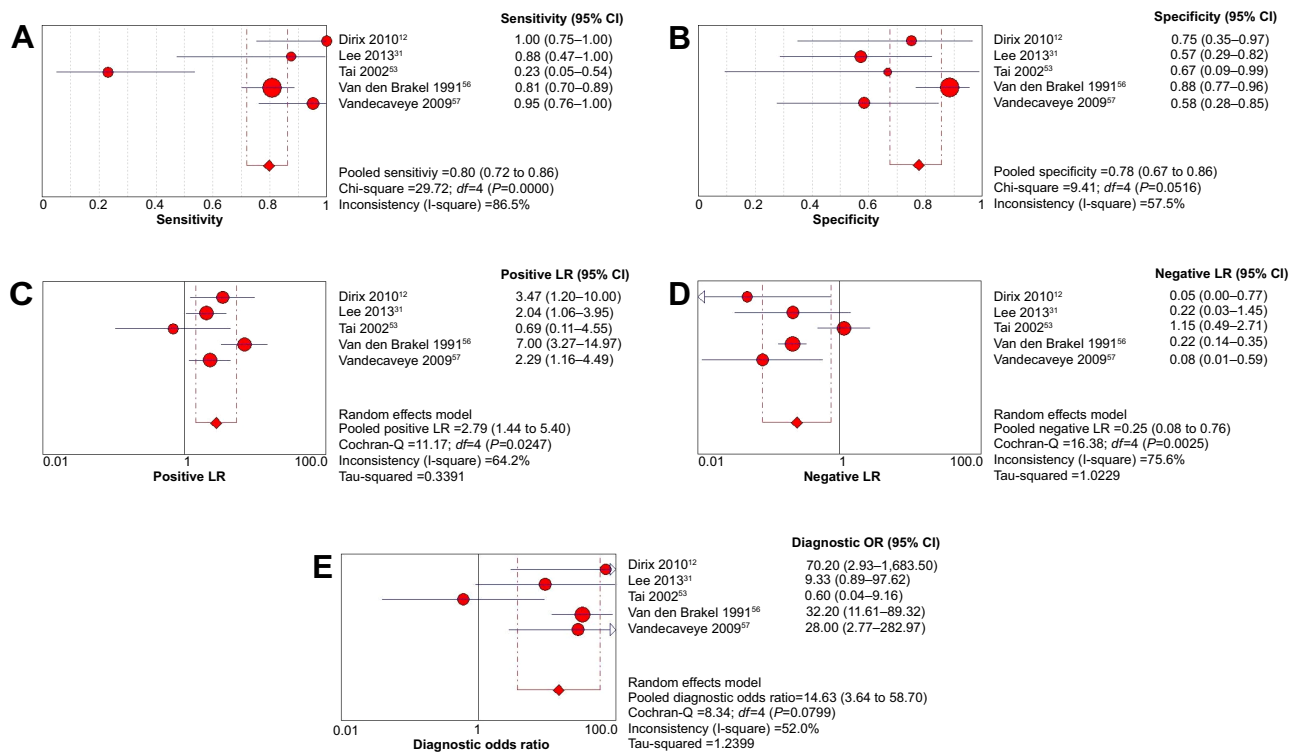 A
Sensitivity (95% CI)
Dirix 2010¹² 1.00 (0.75–1.00)
Lee 2013³¹ 0.88 (0.47–1.00)
Tai 2002⁵³ 0.23 (0.05–0.54)
Van den Brakel 1991⁵⁶ 0.81 (0.70–0.89)
Vandecaveye 2009⁵⁷ 0.95 (0.76–1.00)
Pooled sensitiviy =0.80 (0.72 to 0.86)
Chi-square =29.72; df=4 (P=0.0000)
Inconsistency (I-square) =86.5%
0 0.2 0.4 0.6 0.8 1
Sensitivity
B
Specificity (95% CI)
Dirix 2010¹² 0.75 (0.35–0.97)
Lee 2013³¹ 0.57 (0.29–0.82)
Tai 2002⁵³ 0.67 (0.09–0.99)
Van den Brakel 1991⁵⁶ 0.88 (0.77–0.96)
Vandecaveye 2009⁵⁷ 0.58 (0.28–0.85)
Pooled specificity =0.78 (0.67 to 0.86)
Chi-square =9.41; df=4 (P=0.0516)
Inconsistency (I-square) =57.5%
0 0.2 0.4 0.6 0.8 1
Specificity
C
Positive LR (95% CI)
Dirix 2010¹² 3.47 (1.20–10.00)
Lee 2013³¹ 2.04 (1.06–3.95)
Tai 2002⁵³ 0.69 (0.11–4.55)
Van den Brakel 1991⁵⁶ 7.00 (3.27–14.97)
Vandecaveye 2009⁵⁷ 2.29 (1.16–4.49)
Random effects model
Pooled positive LR =2.79 (1.44 to 5.40)
Cochran-Q =11.17; df=4 (P=0.0247)
Inconsistency (I-square) =64.2%
Tau-squared =0.3391
0.01 1 100.0
Positive LR
D
Negative LR (95% CI)
Dirix 2010¹² 0.05 (0.00–0.77)
Lee 2013³¹ 0.22 (0.03–1.45)
Tai 2002⁵³ 1.15 (0.49–2.71)
Van den Brakel 1991⁵⁶ 0.22 (0.14–0.35)
Vandecaveye 2009⁵⁷ 0.08 (0.01–0.59)
Random effects model
Pooled negative LR =0.25 (0.08 to 0.76)
Cochran-Q =16.38; df=4 (P=0.0025)
Inconsistency (I-square) =75.6%
Tau-squared =1.0229
0.01 1 100.0
Negative LR
E
Diagnostic OR (95% CI)
Dirix 2010¹² 70.20 (2.93–1,683.50)
Lee 2013³¹ 9.33 (0.89–97.62)
Tai 2002⁵³ 0.60 (0.04–9.16)
Van den Brakel 1991⁵⁶ 32.20 (11.61–89.32)
Vandecaveye 2009⁵⁷ 28.00 (2.77–282.97)
Random effects model
Pooled diagnostic odds ratio=14.63 (3.64 to 58.70)
Cochran-Q =8.34; df=4 (P=0.0799)
Inconsistency (I-square) =52.0%
Tau-squared =1.2399
0.01 1 100.0
Diagnostic odds ratio